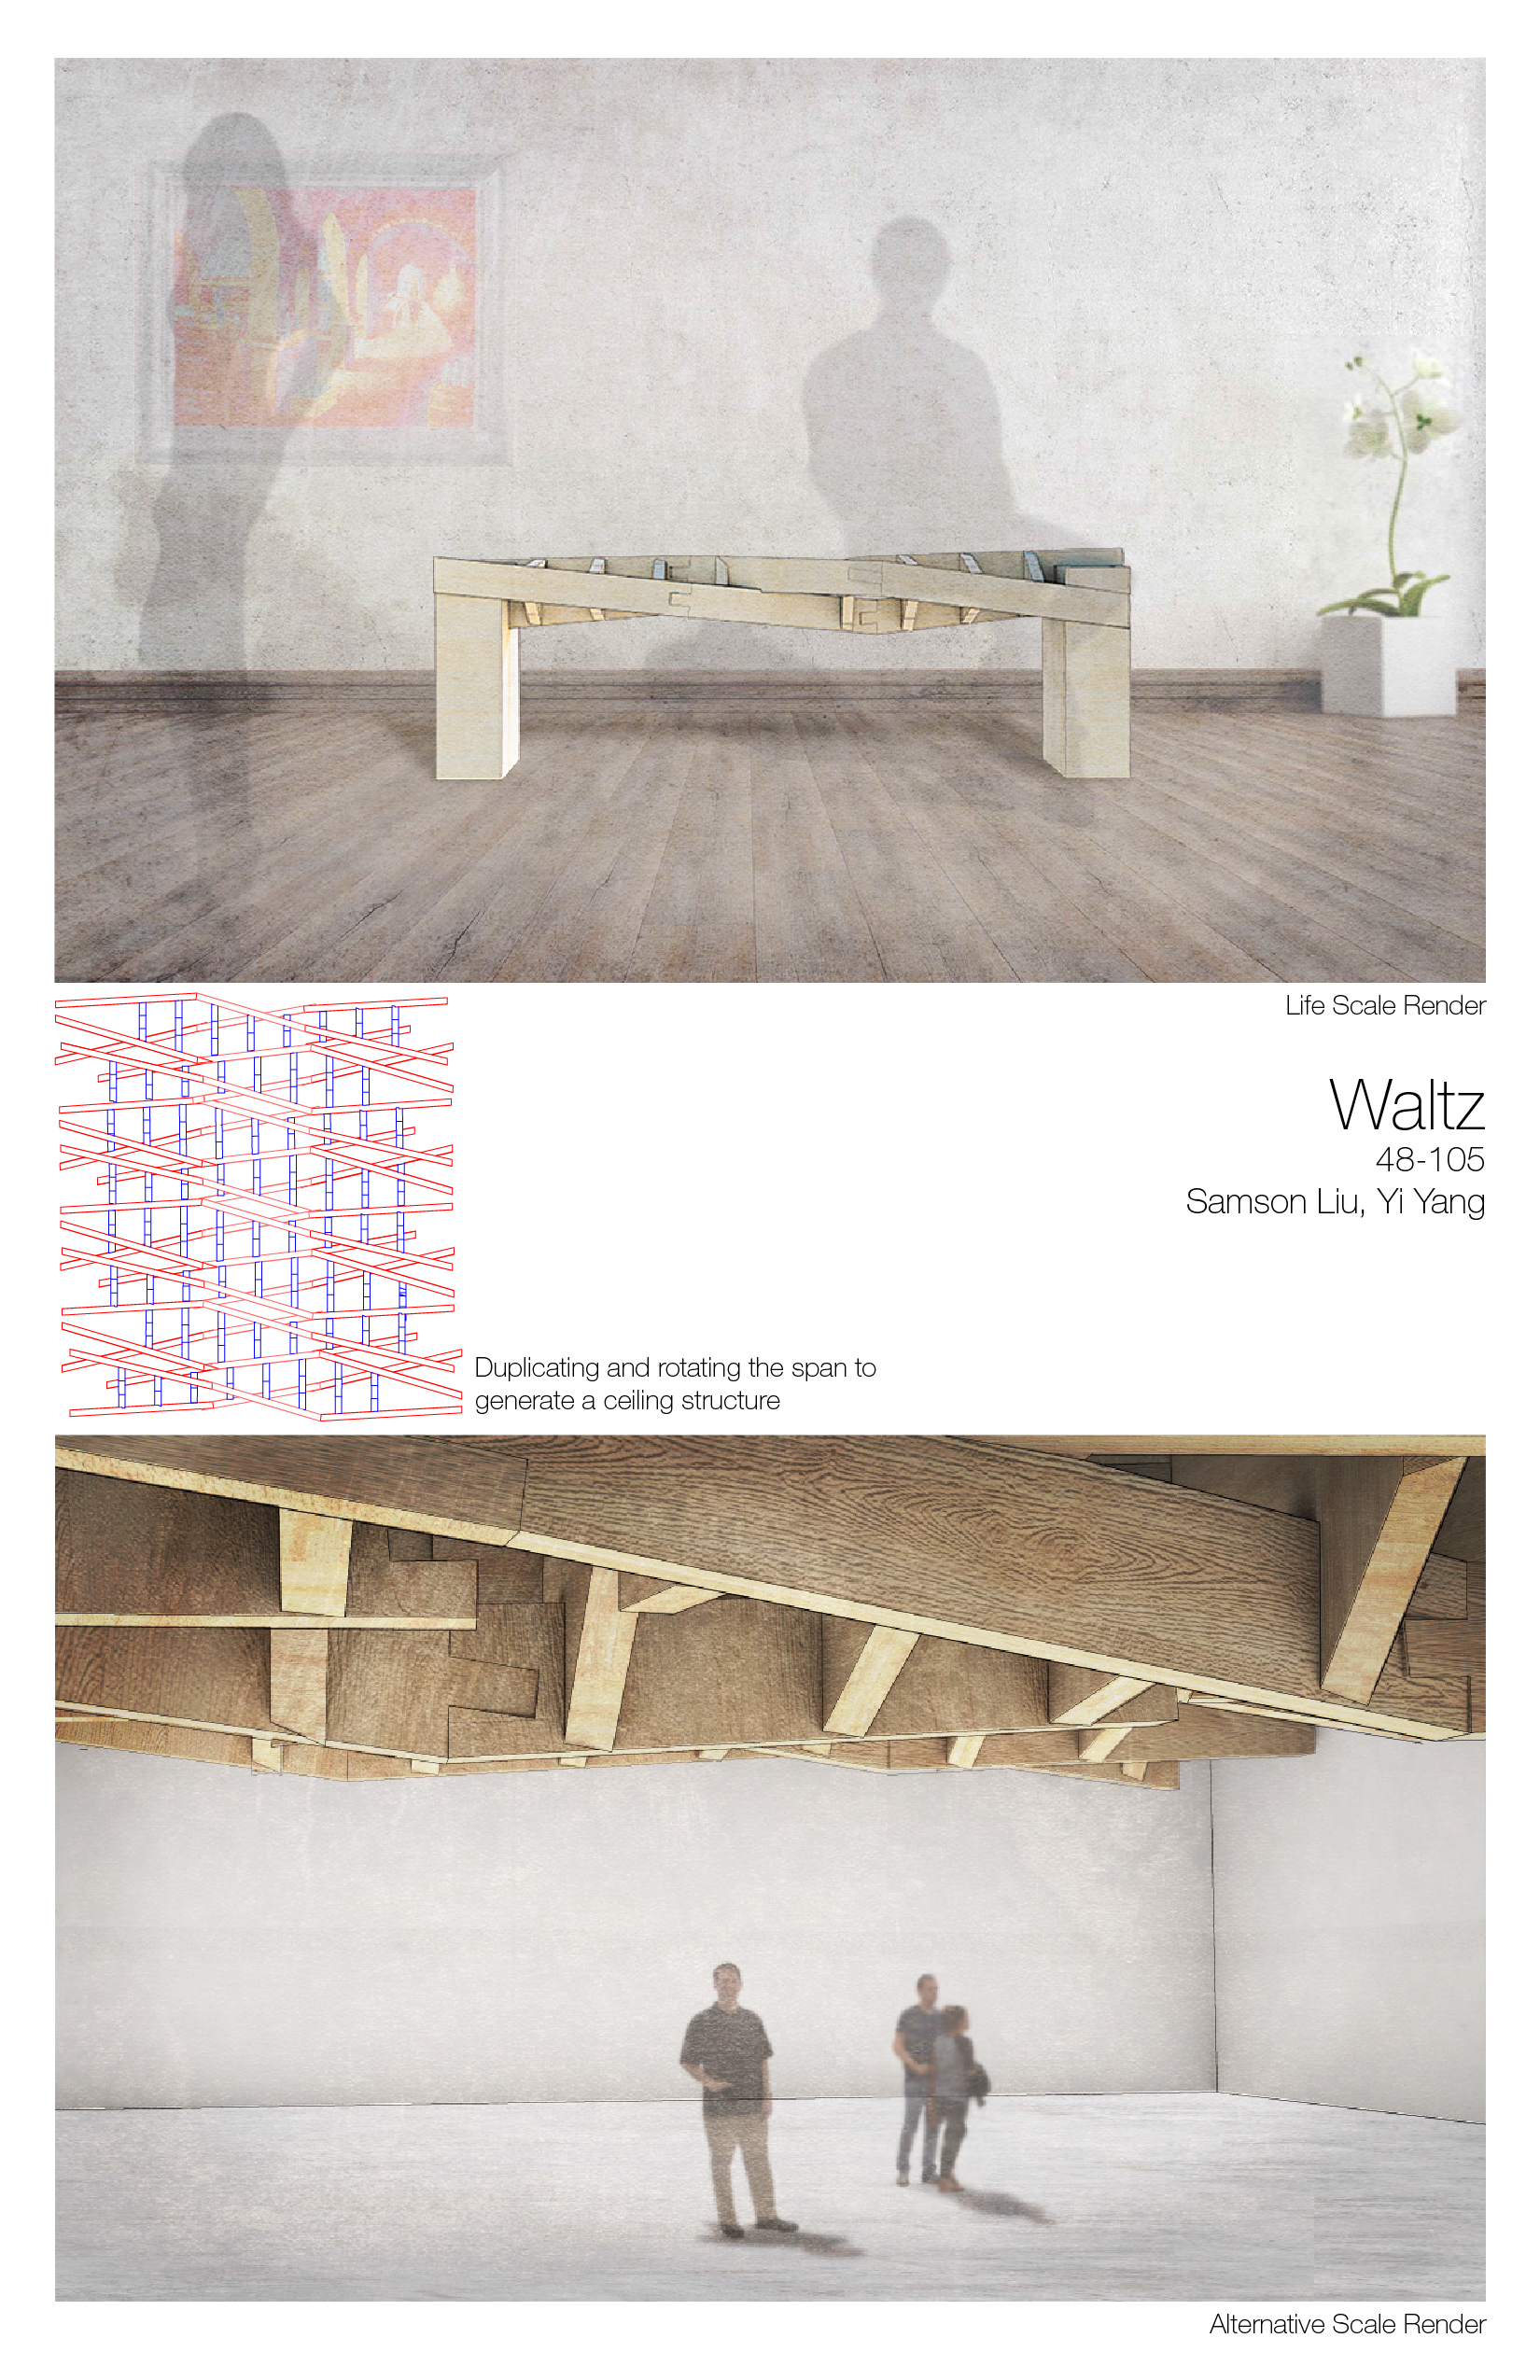 Life Scale Render
Waltz
48-105
Samson Liu, Yi Yang
Duplicating and rotating the span to
generate a ceiling structure
Alternative Scale Render